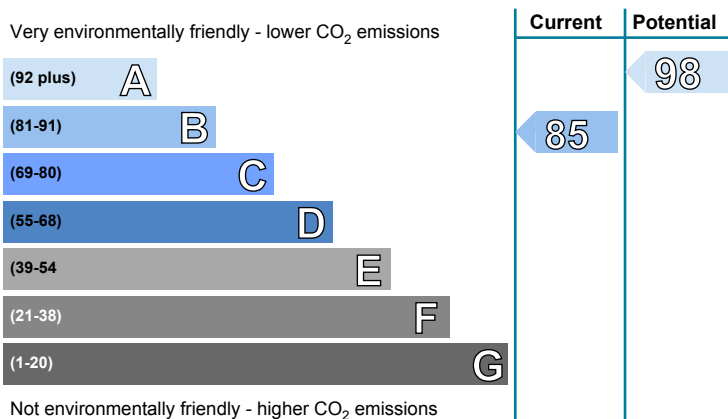 Current Potential
Very environmentally friendly - lower CO2 emissions
(92 plus) A 98
(81-91) B 85
(69-80) C
(55-68) D
(39-54 E
(21-38) F
(1-20) G
Not environmentally friendly - higher CO2 emissions